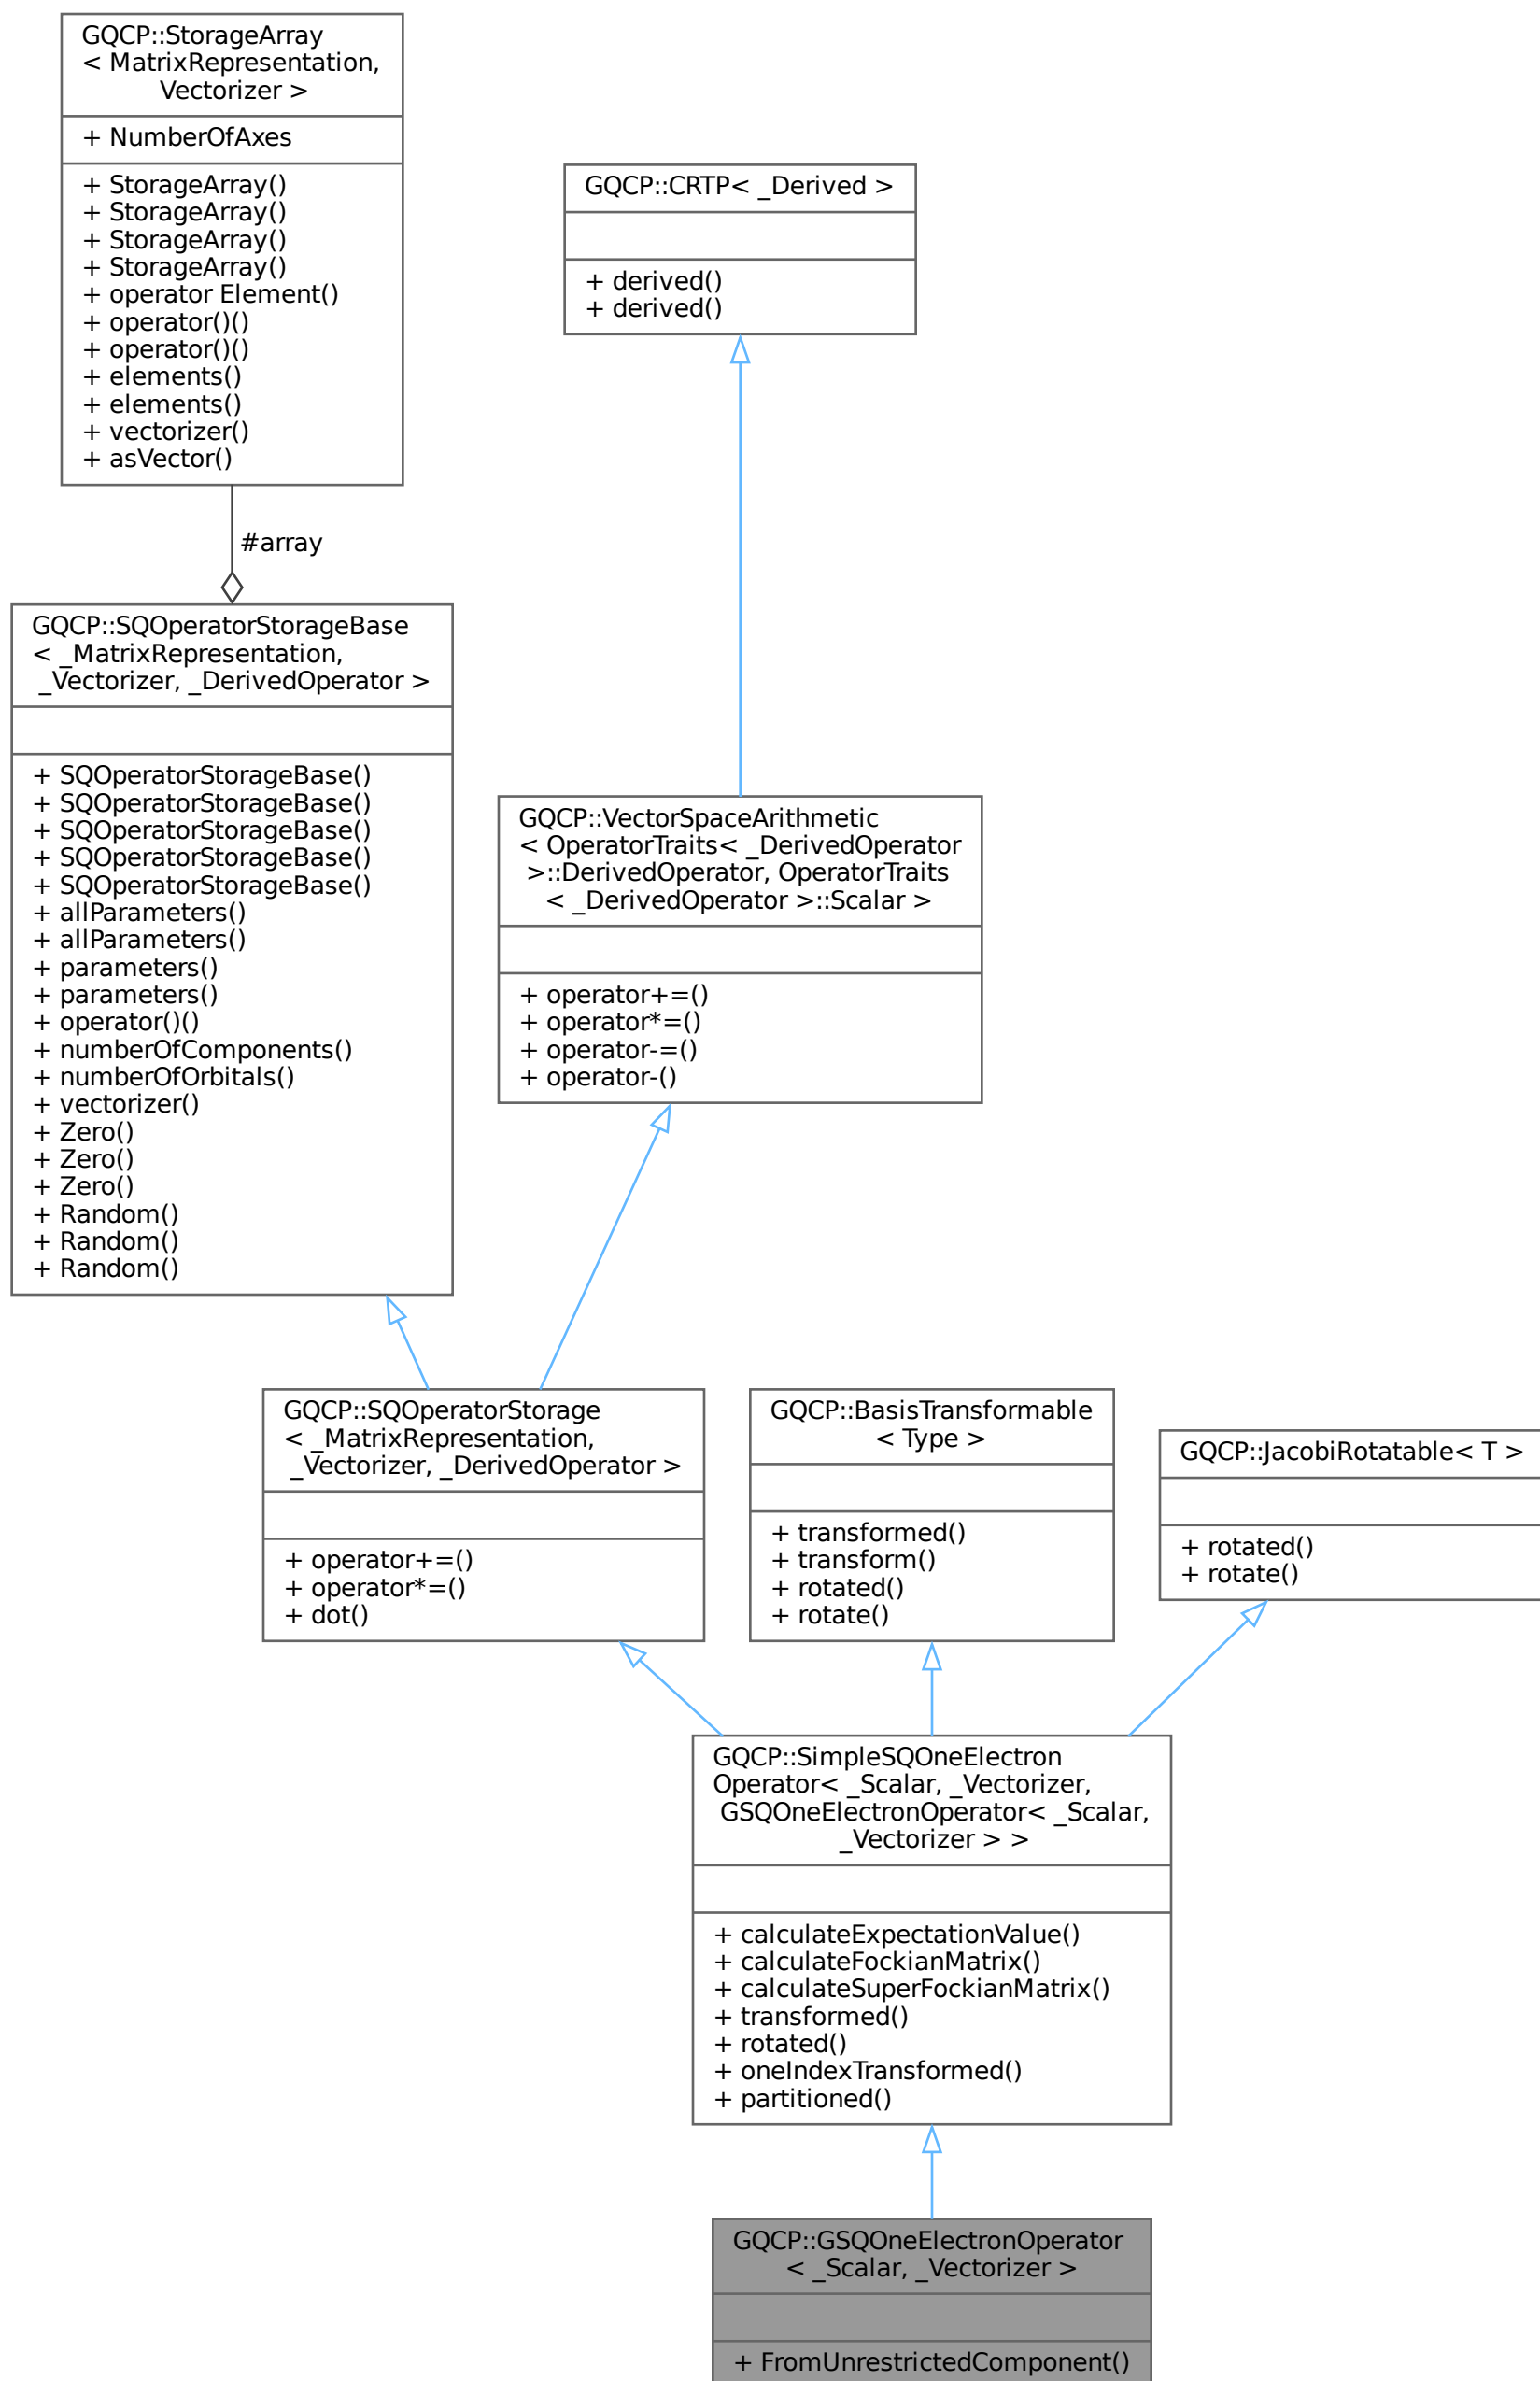 GQCP::StorageArray
< MatrixRepresentation,
Vectorizer >
+ NumberOfAxes
+ StorageArray()
+ StorageArray()
+ StorageArray()
+ StorageArray()
+ operator Element()
+ operator()()
+ operator()()
+ elements()
+ elements()
+ vectorizer()
+ asVector()
GQCP::CRTP< _Derived >
+ derived()
+ derived()
#array
GQCP::SQOperatorStorageBase
< _MatrixRepresentation,
_Vectorizer, _DerivedOperator >
+ SQOperatorStorageBase()
+ SQOperatorStorageBase()
+ SQOperatorStorageBase()
+ SQOperatorStorageBase()
+ SQOperatorStorageBase()
+ allParameters()
+ allParameters()
+ parameters()
+ parameters()
+ operator()()
+ numberOfComponents()
+ numberOfOrbitals()
+ vectorizer()
+ Zero()
+ Zero()
+ Zero()
+ Random()
+ Random()
+ Random()
GQCP::VectorSpaceArithmetic
< OperatorTraits< _DerivedOperator
>::DerivedOperator, OperatorTraits
< _DerivedOperator >::Scalar >
+ operator+=()
+ operator*=()
+ operator-=()
+ operator-()
GQCP::SQOperatorStorage
< _MatrixRepresentation,
_Vectorizer, _DerivedOperator >
+ operator+=()
+ operator*=()
+ dot()
GQCP::BasisTransformable
< Type >
+ transformed()
+ transform()
+ rotated()
+ rotate()
GQCP::JacobiRotatable< T >
+ rotated()
+ rotate()
GQCP::SimpleSQOneElectron
Operator< _Scalar, _Vectorizer,
GSQOneElectronOperator< _Scalar,
_Vectorizer > >
+ calculateExpectationValue()
+ calculateFockianMatrix()
+ calculateSuperFockianMatrix()
+ transformed()
+ rotated()
+ oneIndexTransformed()
+ partitioned()
GQCP::GSQOneElectronOperator
< _Scalar, _Vectorizer >
+ FromUnrestrictedComponent()